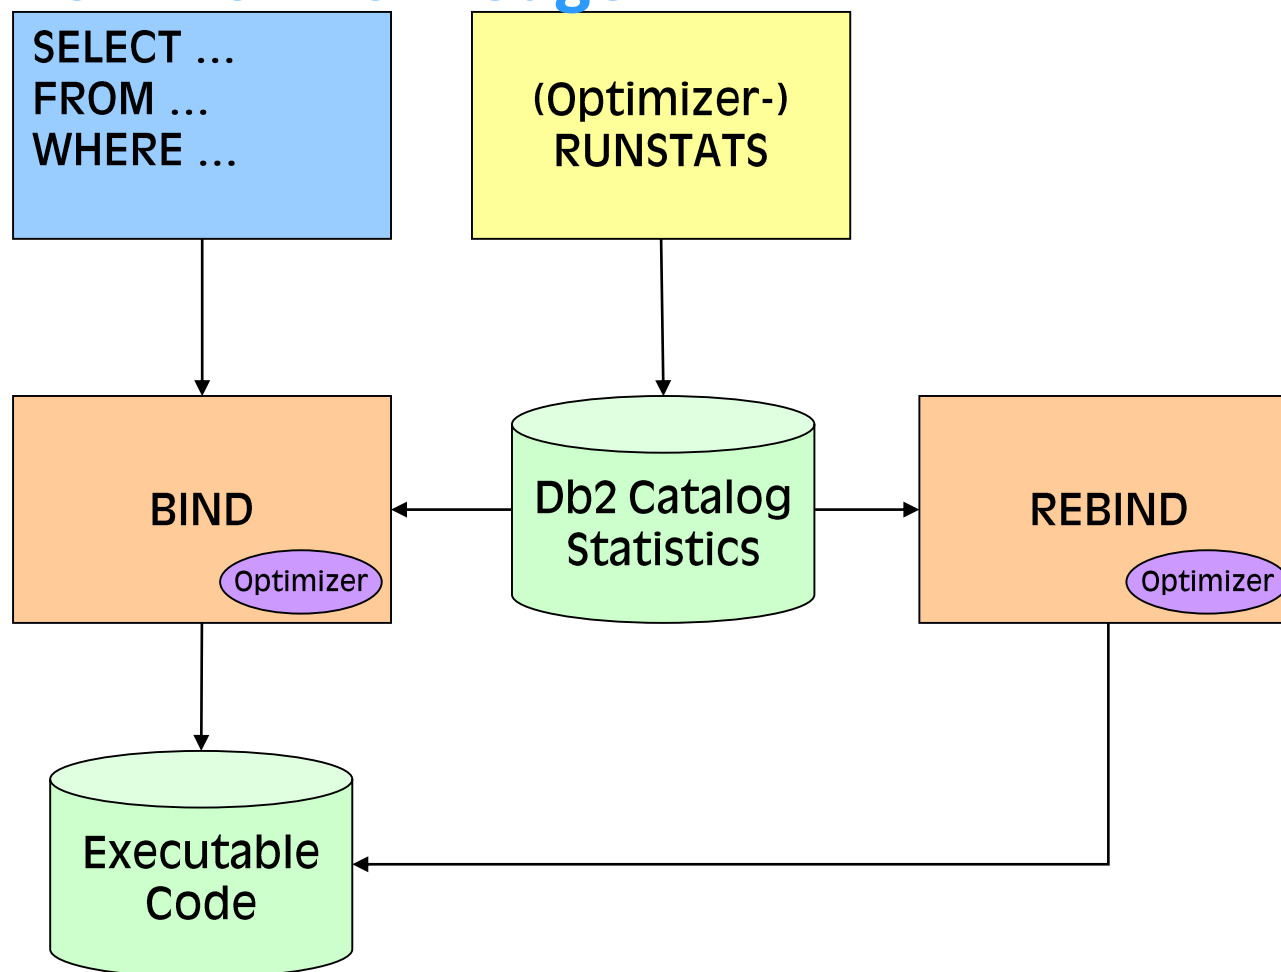 SELECT ...
FROM ...
WHERE ...
(Optimizer-)
RUNSTATS
BIND
Optimizer
Db2 Catalog
Statistics
REBIND
Optimizer
Executable
Code